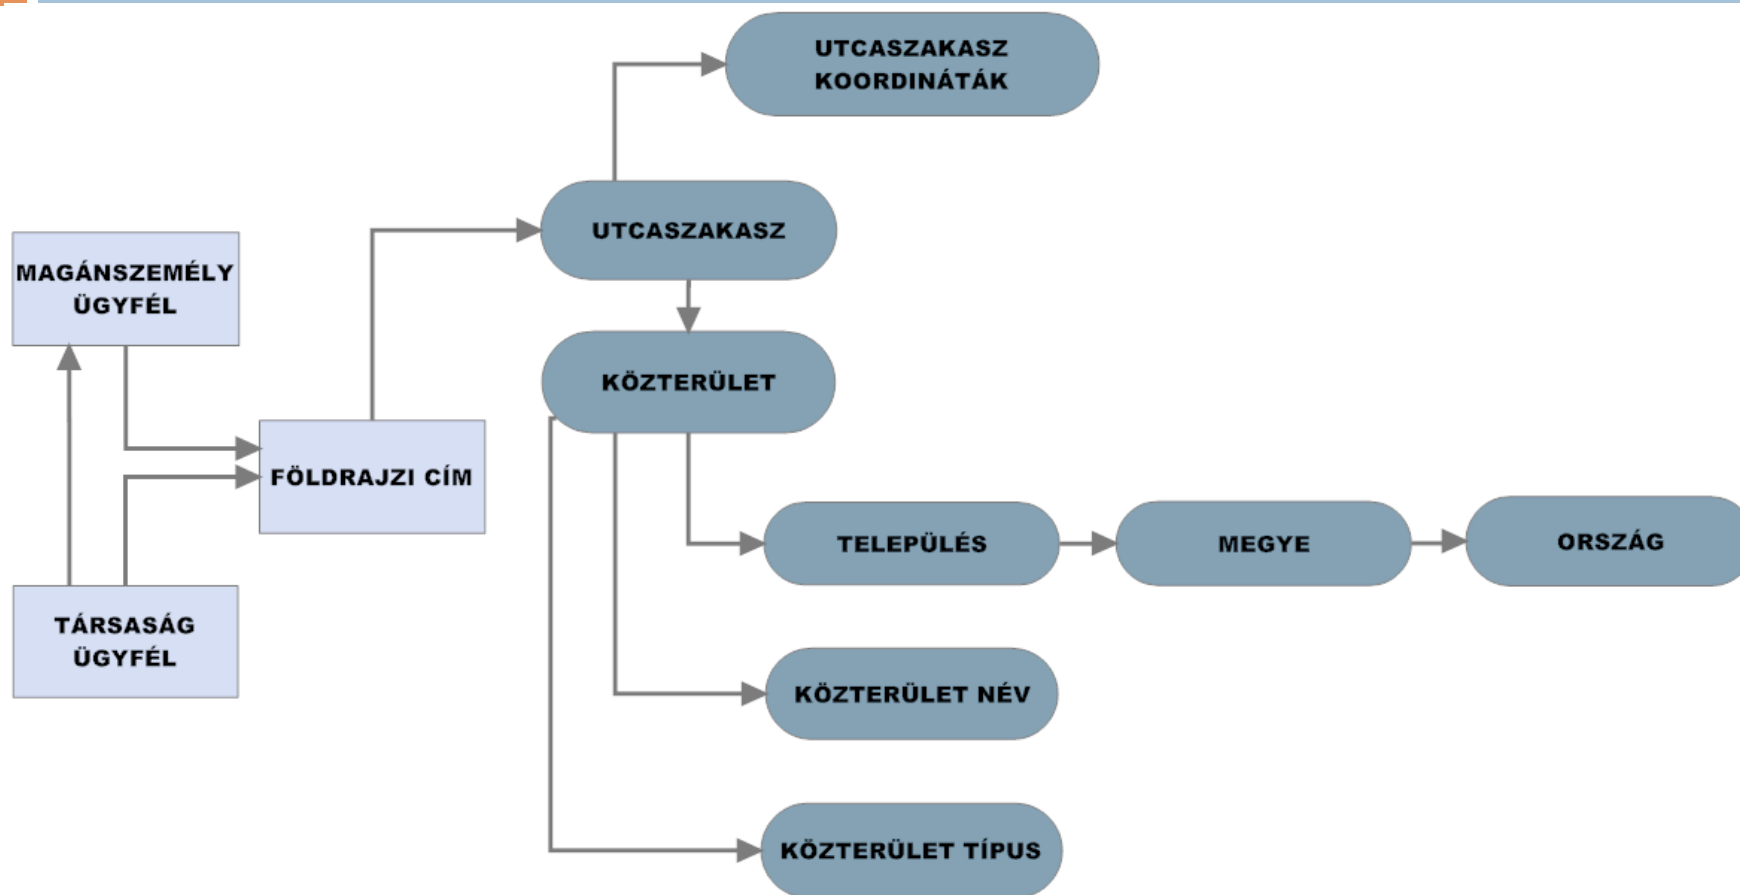 UTCASZAKASZ
KOORDINÁTÁK
UTCASZAKASZ
MAGÁNSZEMÉLY
ÜGYFÉL
KÖZTERÜLET
FÖLDRAJZI CÍM
TELEPÜLÉS
MEGYE
ORSZÁG
TÁRSASÁG
ÜGYFÉL
KÖZTERÜLET NÉV
KÖZTERÜLET TÍPUS